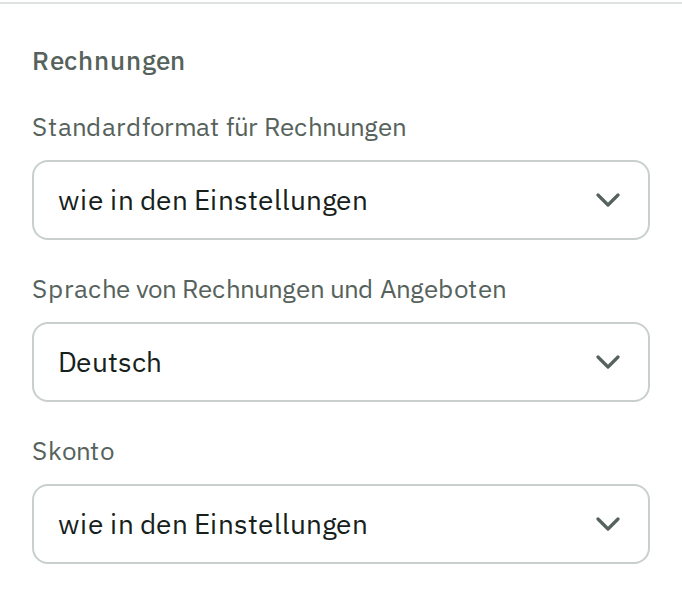 Rechnungen
Standardformat für Rechnungen
wie in den Einstellungen
Sprache von Rechnungen und Angeboten
Deutsch
Skonto
wie in den Einstellungen